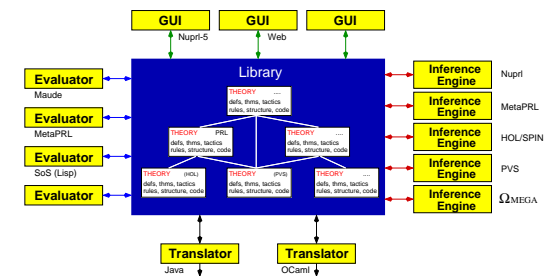 GUI GUI GUI
Nuprl-5 Web
Library
Evaluator
Maude
Evaluator
MetaPRL
Evaluator
SoS (Lisp)
Evaluator
THEORY ....
defs, thms, tactics
rules, structure, code
THEORY PRL
defs, thms, tactics
rules, structure, code
THEORY ....
defs, thms, tactics
rules, structure, code
THEORY (HOL)
defs, thms, tactics
rules, structure, code
THEORY (PVS)
defs, thms, tactics
rules, structure, code
THEORY ....
defs, thms, tactics
rules, structure, code
Inference
Engine
Nuprl
Inference
Engine
MetaPRL
Inference
Engine
HOL/SPIN
Inference
Engine
PVS
Inference
Engine
ΩMEGA
Translator
Java
Translator
OCaml